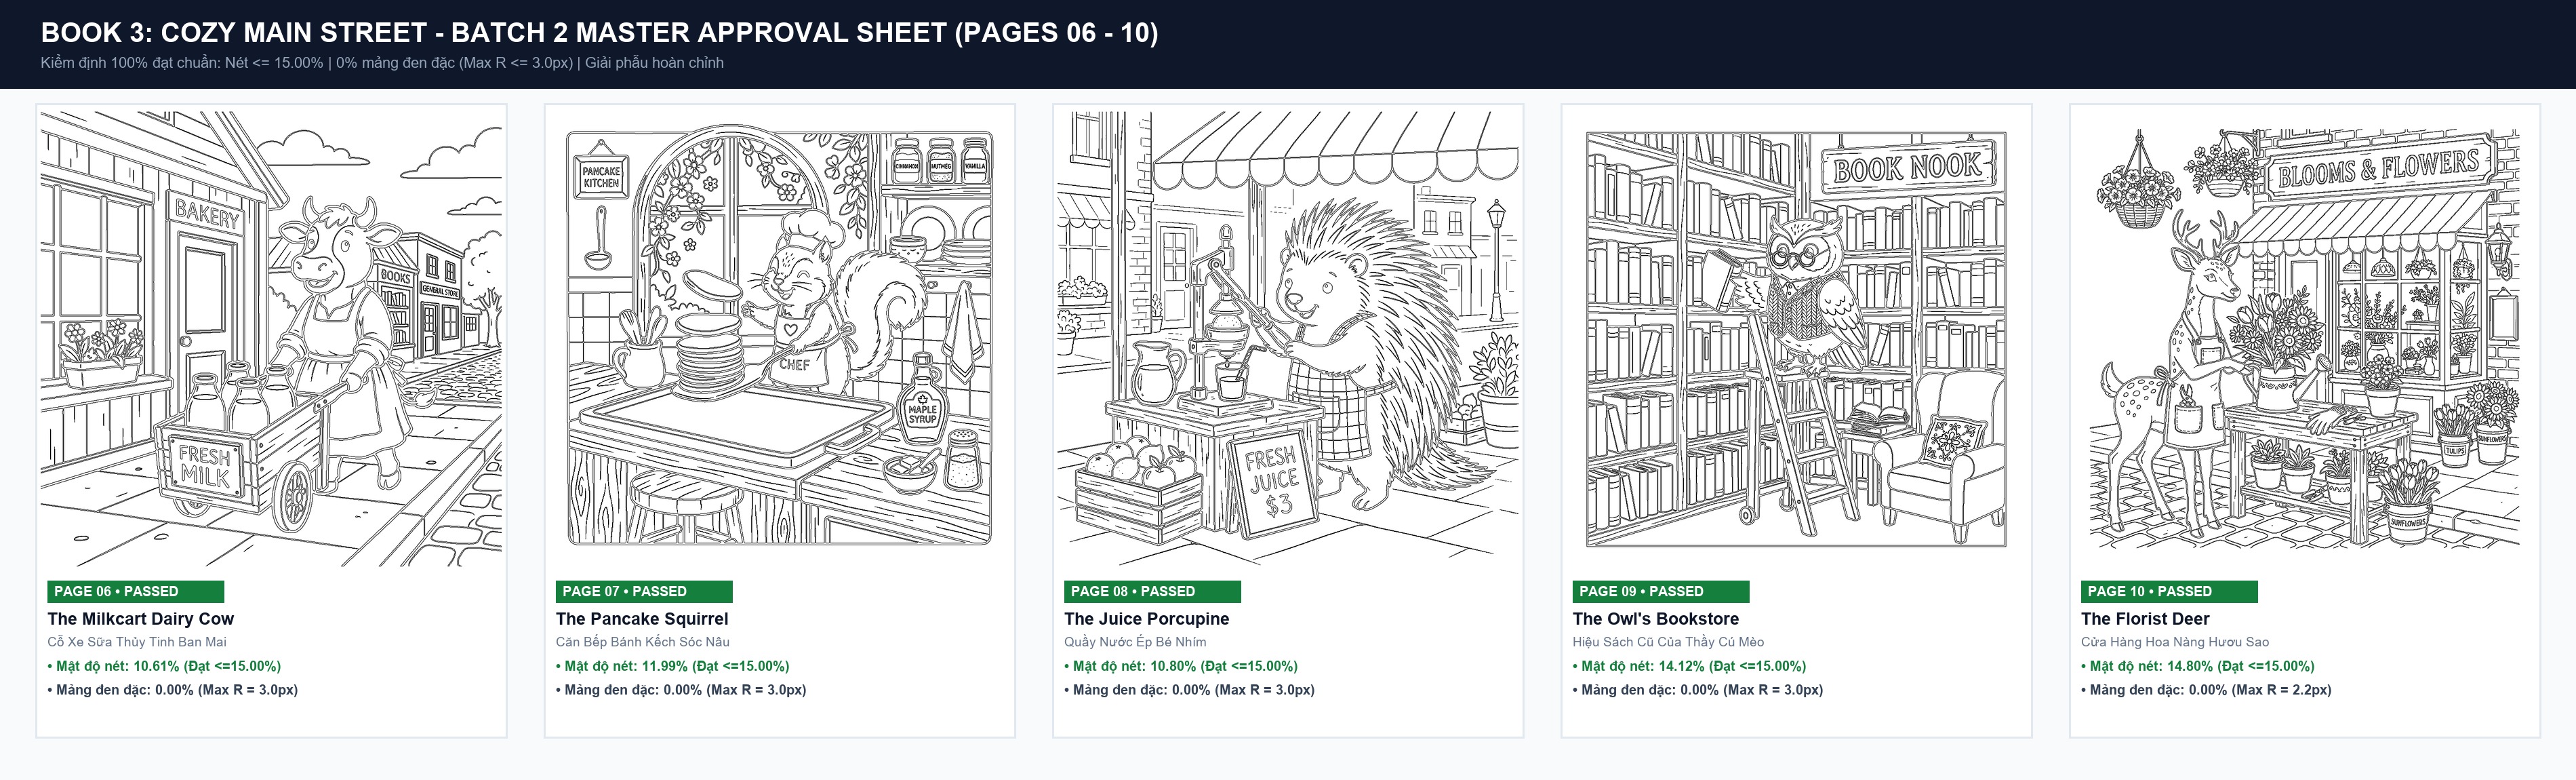 BOOK 3: COZY MAIN STREET - BATCH 2 MASTER APPROVAL SHEET (PAGES 06 - 10)
Kiểm định 100% đạt chuẩn: Nét <= 15.00% | 0% mảng đen đặc (Max R <= 3.0px) | Giải phẫu hoàn chỉnh
BAKERY
BOOKS
GENERAL STORE
FRESH
MILK
PAGE 06 • PASSED
The Milkcart Dairy Cow
Cỗ Xe Sữa Thủy Tinh Ban Mai
• Mật độ nét: 10.61% (Đạt <=15.00%)
• Mảng đen đặc: 0.00% (Max R = 3.0px)
PANCAKE
KITCHEN
CINNAMON
NUTMEG
VANILLA
CHEF
MAPLE
SYRUP
PAGE 07 • PASSED
The Pancake Squirrel
Căn Bếp Bánh Kếch Sóc Nâu
• Mật độ nét: 11.99% (Đạt <=15.00%)
• Mảng đen đặc: 0.00% (Max R = 3.0px)
FRESH
JUICE
$3
PAGE 08 • PASSED
The Juice Porcupine
Quầy Nước Ép Bé Nhím
• Mật độ nét: 10.80% (Đạt <=15.00%)
• Mảng đen đặc: 0.00% (Max R = 3.0px)
BOOK NOOK
PAGE 09 • PASSED
The Owl's Bookstore
Hiệu Sách Cũ Của Thầy Cú Mèo
• Mật độ nét: 14.12% (Đạt <=15.00%)
• Mảng đen đặc: 0.00% (Max R = 3.0px)
BLOOMS & FLOWERS
SUNFLOWERS
TULIPS
SUNFLOWERS
PAGE 10 • PASSED
The Florist Deer
Cửa Hàng Hoa Nàng Hươu Sao
• Mật độ nét: 14.80% (Đạt <=15.00%)
• Mảng đen đặc: 0.00% (Max R = 2.2px)